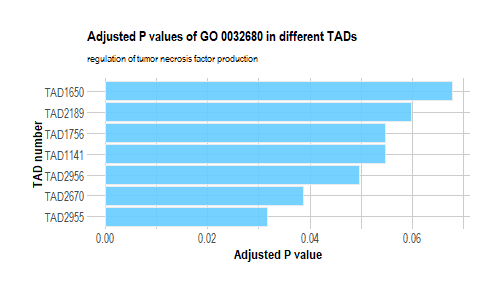 Adjusted P values of GO 0032680 in different TADs
regulation of tumor necrosis factor production
TAD number
TAD1650
TAD2189
TAD1756
TAD1141
TAD2956
TAD2670
TAD2955
0.00 0.02 0.04 0.06
Adjusted P value